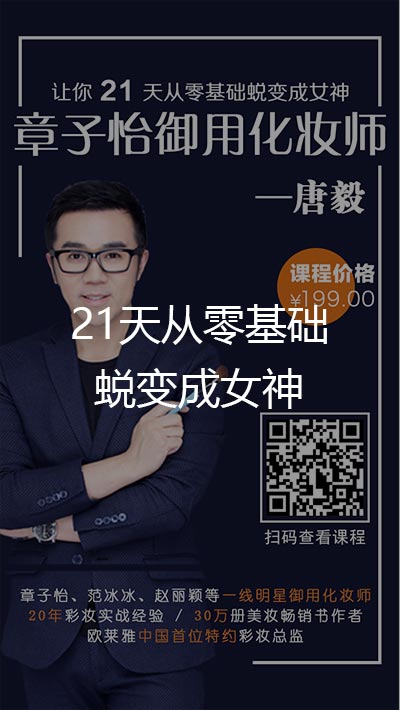 让你 21 天从零基础蜕变成女神
章子怡御用化妆师
—唐毅
课程价格
¥199.00
21天从零基础
蜕变成女神
扫码查看课程
章子怡、范冰冰、赵丽颖等一线明星御用化妆师
20年彩妆实战经验 / 30万册美妆畅销书作者
欧莱雅中国首位特约彩妆总监